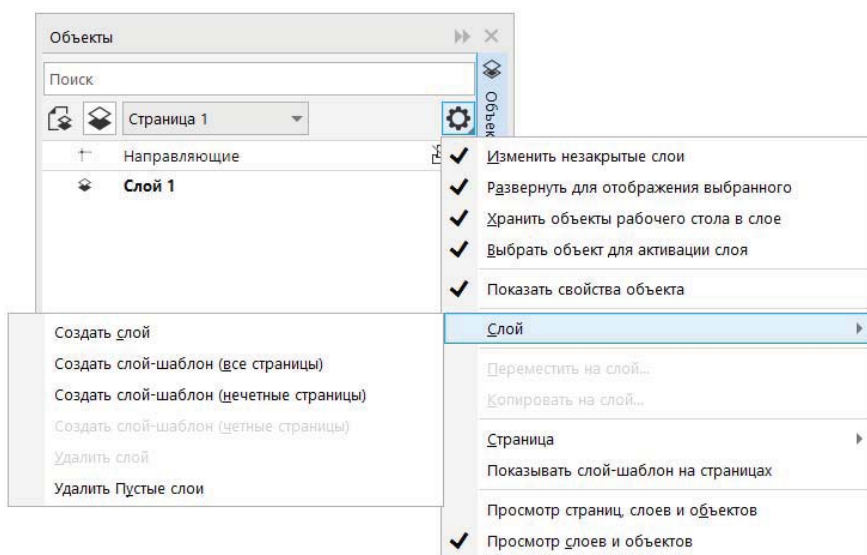 Объекты
Поиск
Страница 1
Направляющие
Слой 1
Изменить незакрытые слои
Развернуть для отображения выбранного
Хранить объекты рабочего стола в слое
Выбрать объект для активации слоя
Показать свойства объекта
Слой
Переместить на слой...
Копировать на слой...
Страница
Показывать слой-шаблон на страницах
Просмотр страниц, слоев и объектов
Просмотр слоев и объектов
Создать слой
Создать слой-шаблон (все страницы)
Создать слой-шаблон (нечетные страницы)
Создать слой-шаблон (четные страницы)
Удалить слой
Удалить Пустые слои